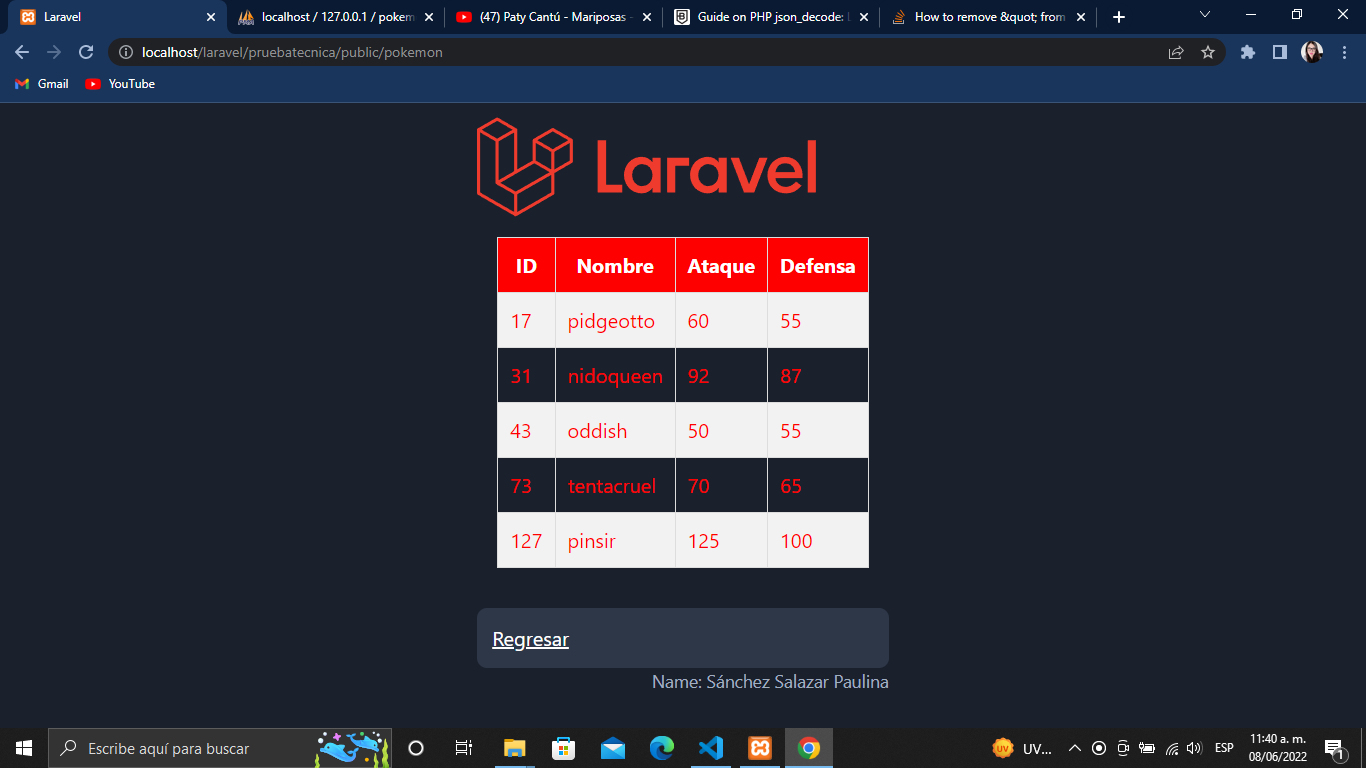 Laravel
localhost / 127.0.0.1 / pokem
(47) Paty Cantú - Mariposas -
Guide on PHP json_decode: L
How to remove &quot; from
localhost/laravel/pruebatecnica/public/pokemon
Gmail
YouTube
Laravel
ID Nombre Ataque Defensa
17 pidgeotto 60 55
31 nidoqueen 92 87
43 oddish 50 55
73 tentacruel 70 65
127 pinsir 125 100
Regresar
Name: Sánchez Salazar Paulina
Escribe aquí para buscar
UV
UV...
ESP
11:40 a. m.
08/06/2022
1